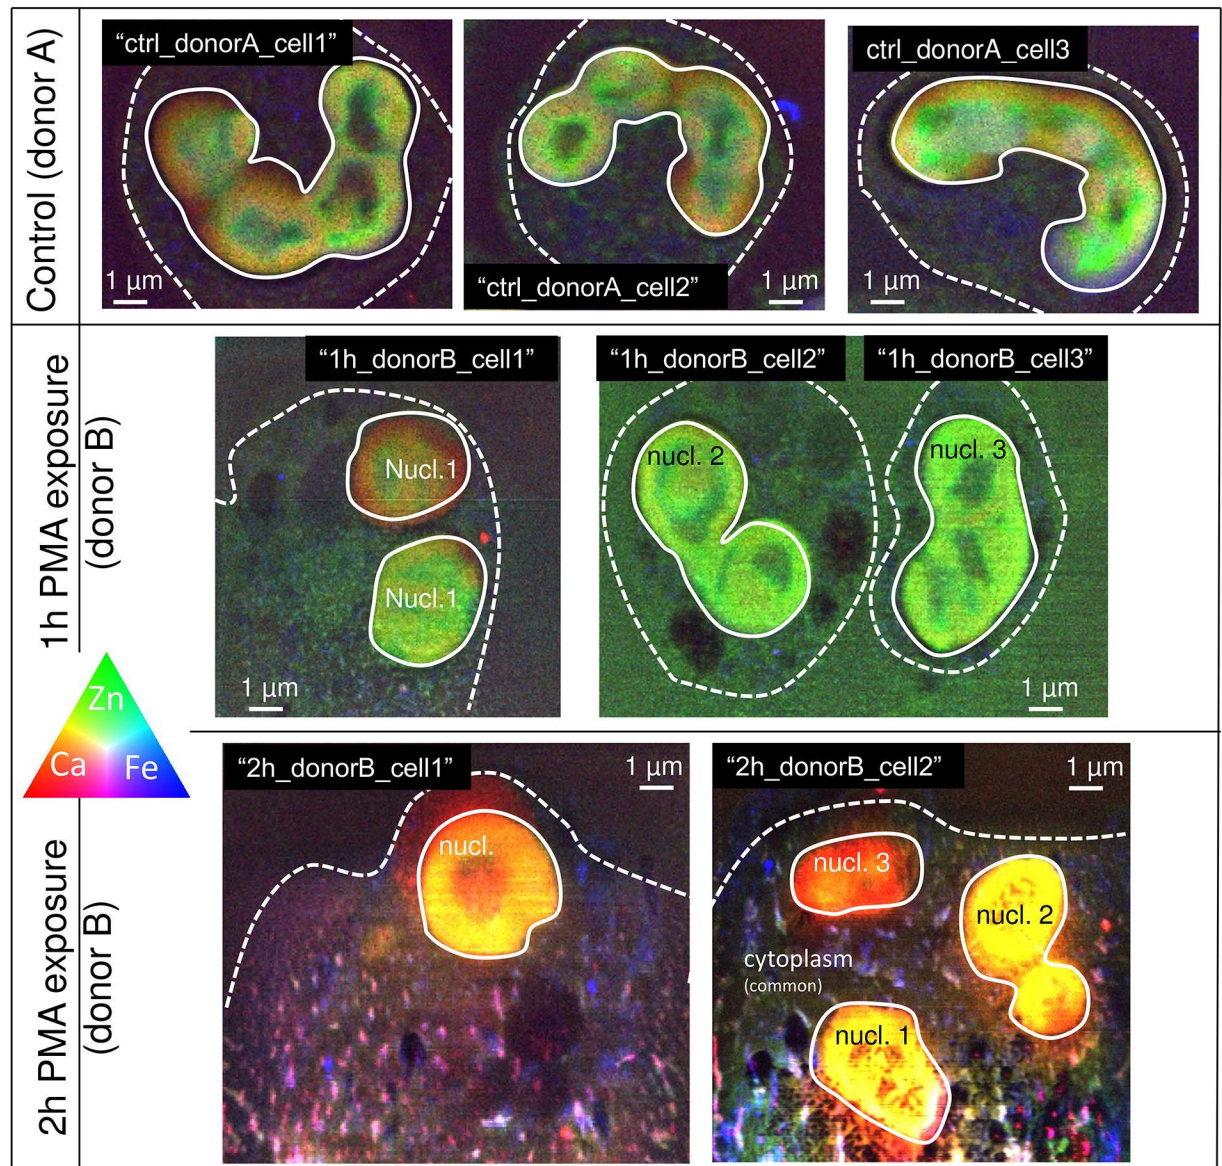 Control (donor A)
“ctrl_donorA_cell1”
1 µm
“ctrl_donorA_cell2”
1 µm
ctrl_donorA_cell3
1 µm
1h PMA exposure
(donor B)
“1h_donorB_cell1”
Nucl.1
Nucl.1
1 µm
“1h_donorB_cell2”
nucl. 2
“1h_donorB_cell3”
nucl. 3
1 µm
Zn
Ca
Fe
2h PMA exposure
(donor B)
“2h_donorB_cell1”
1 µm
nucl.
“2h_donorB_cell2”
1 µm
nucl. 3
nucl. 2
cytoplasm
(common)
nucl. 1